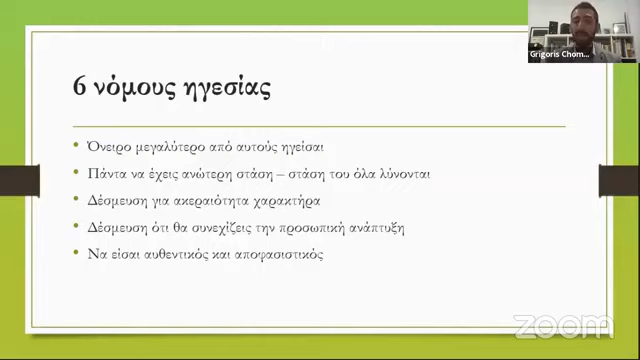 Grigoris Chom...
6 νόμους ηγεσίας
• Όνειρο μεγαλύτερο από αυτούς ηγείσαι
• Πάντα να έχεις ανώτερη στάση – στάση του όλα λύνονται
• Δέσμευση για ακεραιότητα χαρακτήρα
• Δέσμευση ότι θα συνεχίζεις την προσωπική ανάπτυξη
• Να είσαι αυθεντικός και αποφασιστικός
zoom